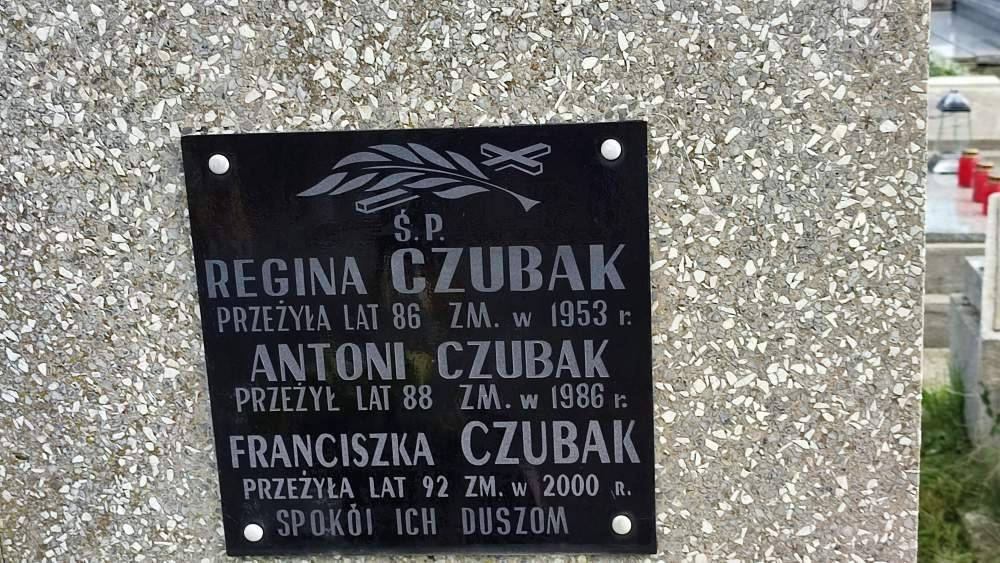 Ś.P.
REGINA CZUBAK
PRZEŻYŁA LAT 86 ZM. w 1953 r.
ANTONI CZUBAK
PRZEŻYŁ LAT 88 ZM. w 1986 r.
FRANCISZKA CZUBAK
PRZEŻYŁA LAT 92 ZM. w 2000 R.
SPOKÓI ICH DUSZOM